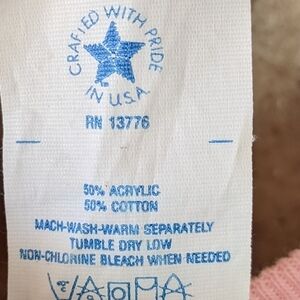 CRAFTED WITH PRIDE
IN U.S.A.
RN 13776
50% ACRYLIC
50% COTTON
MACH-WASH-WARM SEPARATELY
TUMBLE DRY LOW
NON-CHLORINE BLEACH WHEN NEEDED